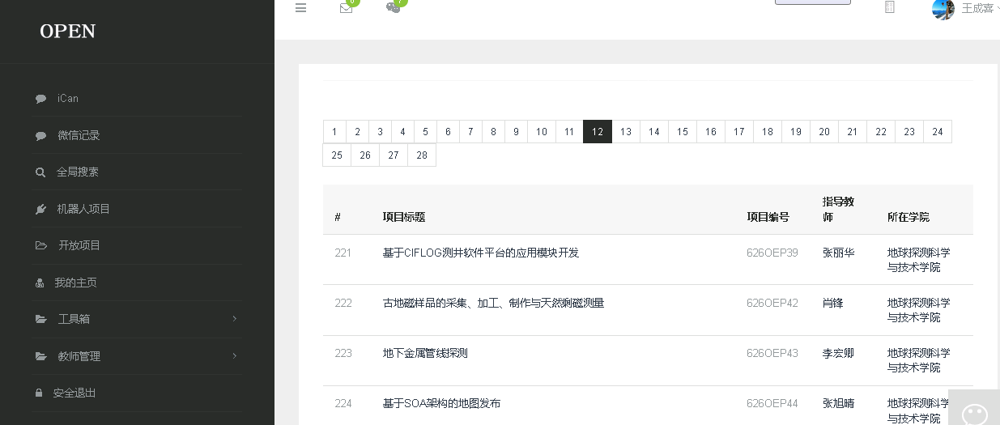 OPEN
王成喜
iCan
微信记录
全局搜索
机器人项目
开放项目
我的主页
工具箱
教师管理
安全退出
1 2 3 4 5 6 7 8 9 10 11 12 13 14 15 16 17 18 19 20 21 22 23 24
25 26 27 28
# 项目标题 项目编号 指导教师 所在学院
221 基于CIFLOG测井软件平台的应用模块开发 626OEP39 张丽华 地球探测科学
与技术学院
222 古地磁样品的采集、加工、制作与天然剩磁测量 626OEP42 肖锋 地球探测科学
与技术学院
223 地下金属管线探测 626OEP43 李宏卿 地球探测科学
与技术学院
224 基于SOA架构的地图发布 626OEP44 张旭晴 地球探测科学
与技术学院